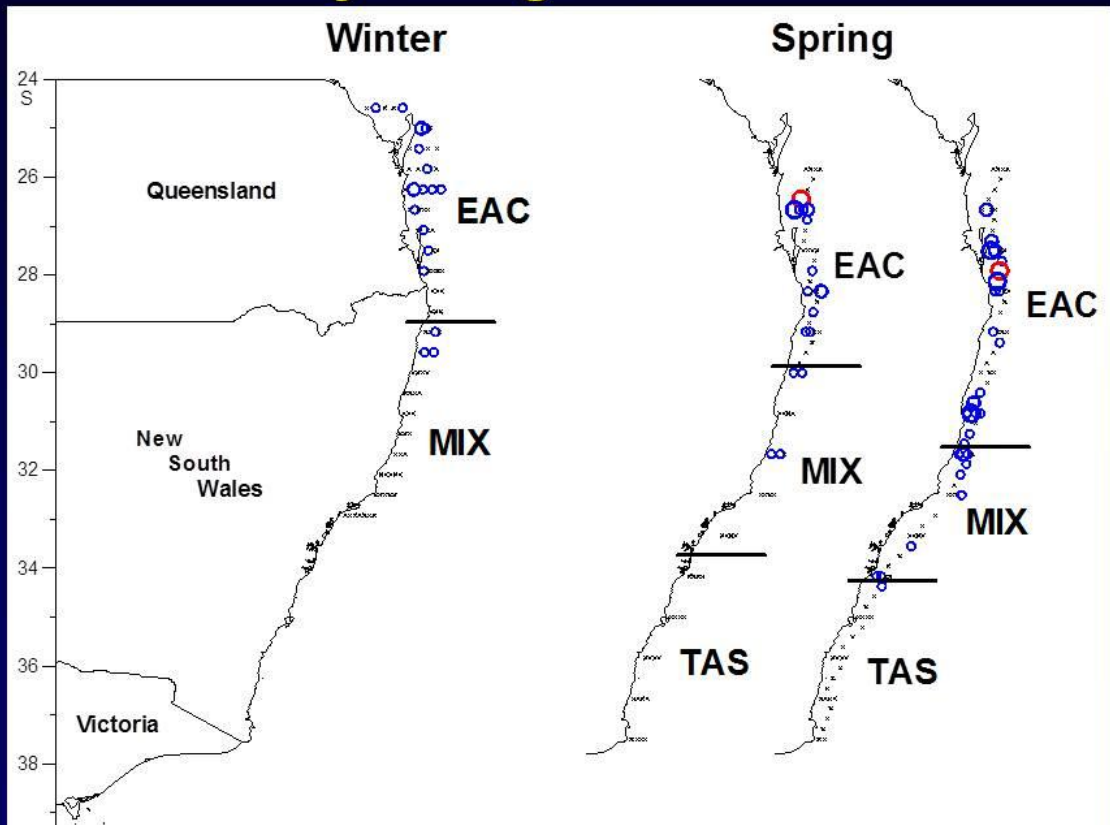 Winter
Spring
24
S
26
28
30
32
34
36
38
Queensland
New
South
Wales
Victoria
EAC
MIX
EAC
MIX
TAS
EAC
MIX
TAS